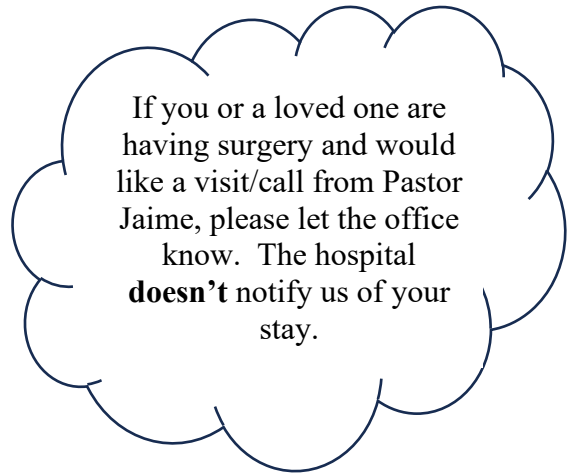 If you or a loved one are
having surgery and would
like a visit/call from Pastor
Jaime, please let the office
know.  The hospital
doesn’t notify us of your
stay.